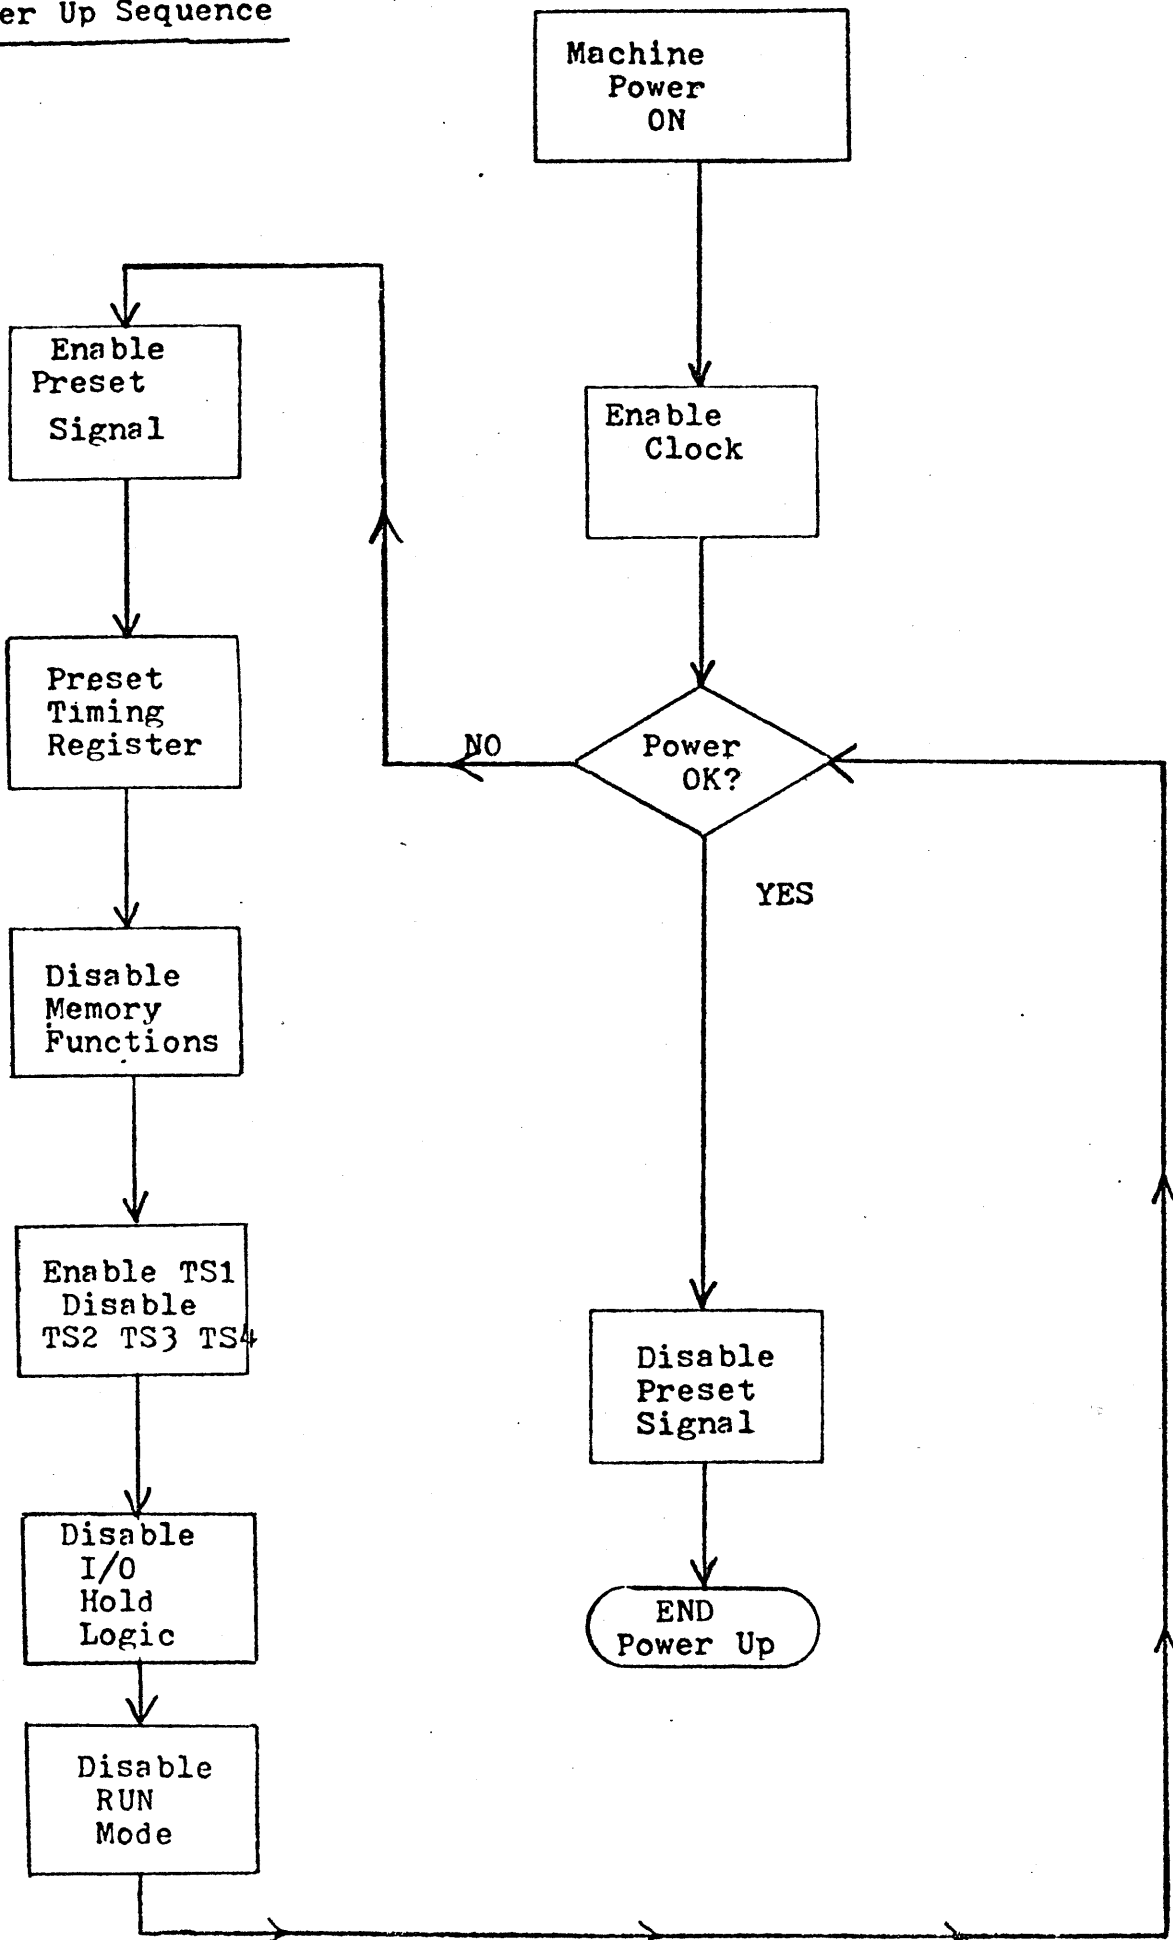 er Up Sequence
Machine
Power
ON
Enable
Clock
Power
OK?
NO
YES
Enable
Preset
Signal
Preset
Timing
Register
Disable
Memory
Functions
Enable TS1
Disable
TS2 TS3 TS4
Disable
I/O
Hold
Logic
Disable
RUN
Mode
Disable
Preset
Signal
END
Power Up